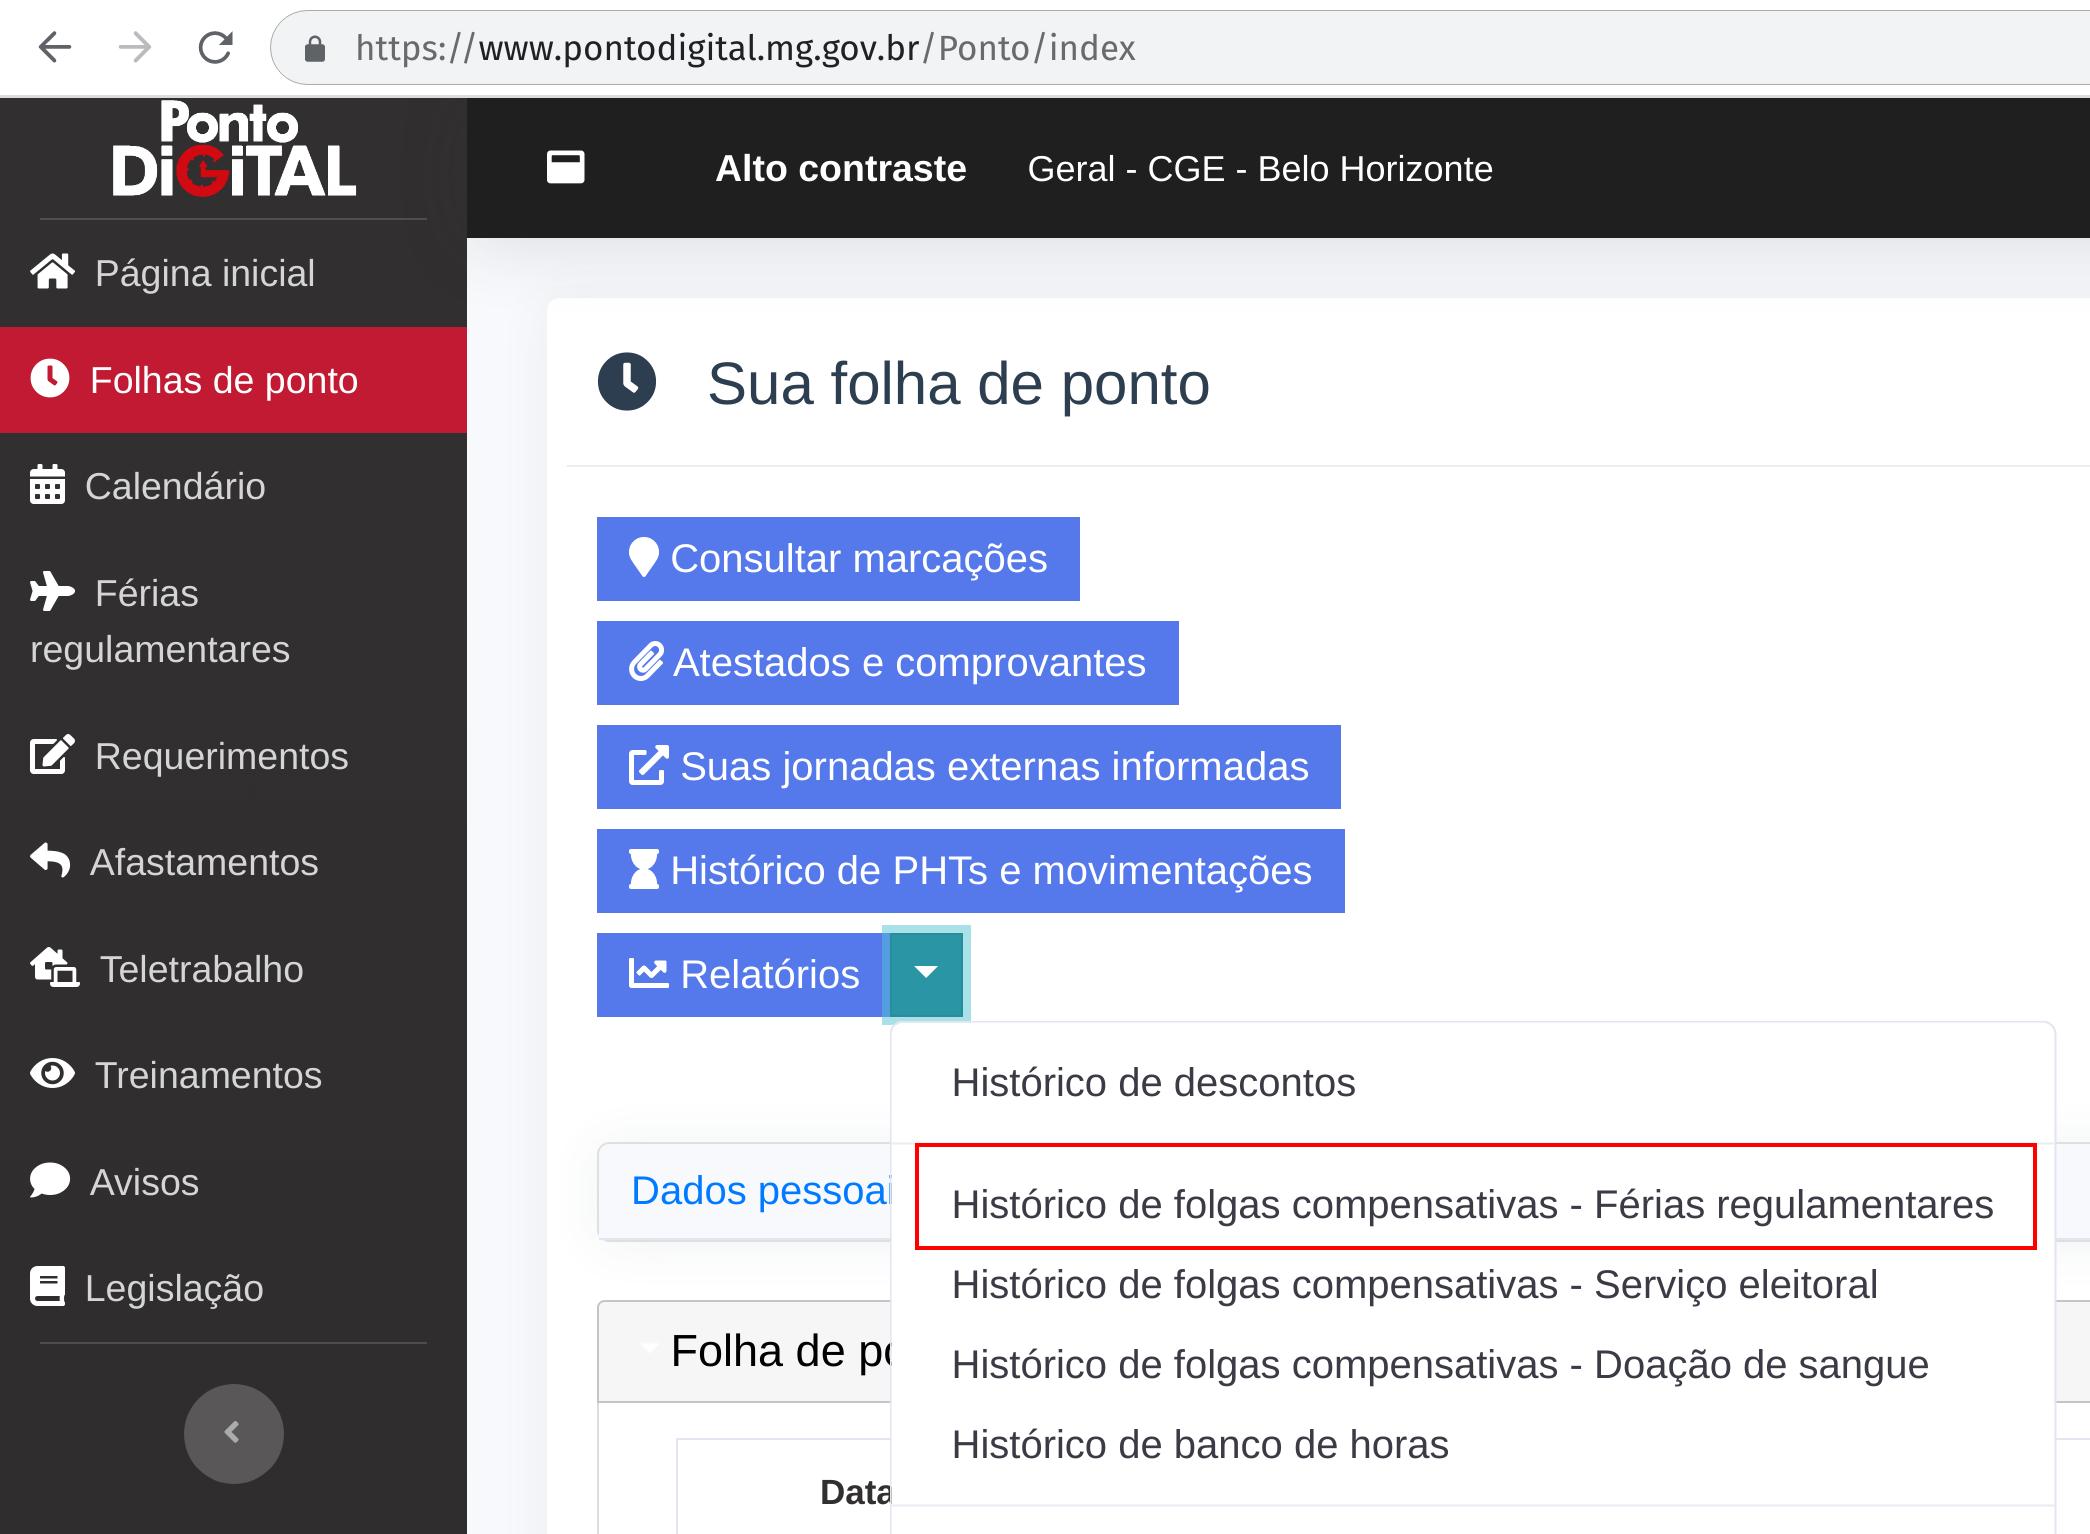 https://www.pontodigital.mg.gov.br/Ponto/index
Ponto
DiGiTAL
Alto contraste
Geral - CGE - Belo Horizonte
Página inicial
Folhas de ponto
Calendário
Férias
regulamentares
Requerimentos
Afastamentos
Teletrabalho
Treinamentos
Avisos
Legislação
Sua folha de ponto
Consultar marcações
Atestados e comprovantes
Suas jornadas externas informadas
Histórico de PHTs e movimentações
Relatórios
Histórico de descontos
Histórico de folgas compensativas - Férias regulamentares
Histórico de folgas compensativas - Serviço eleitoral
Histórico de folgas compensativas - Doação de sangue
Histórico de banco de horas
Dados pessoai
Folha de po
Data